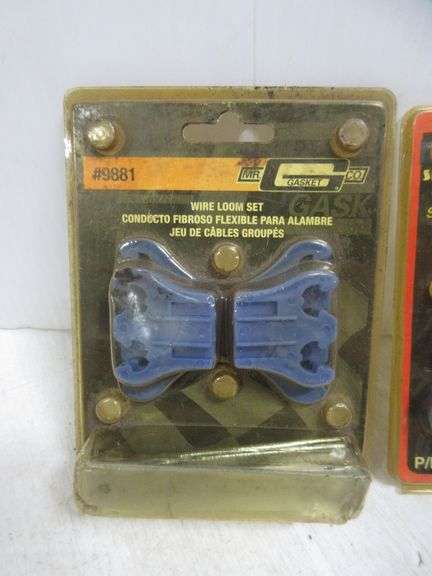 #9881
MR. GASKET CO.
WIRE LOOM SET
CONDUCTO FIBROSO FLEXIBLE PARA ALAMBRE
JEU DE CÂBLES GROUPÉS
GASK
P/